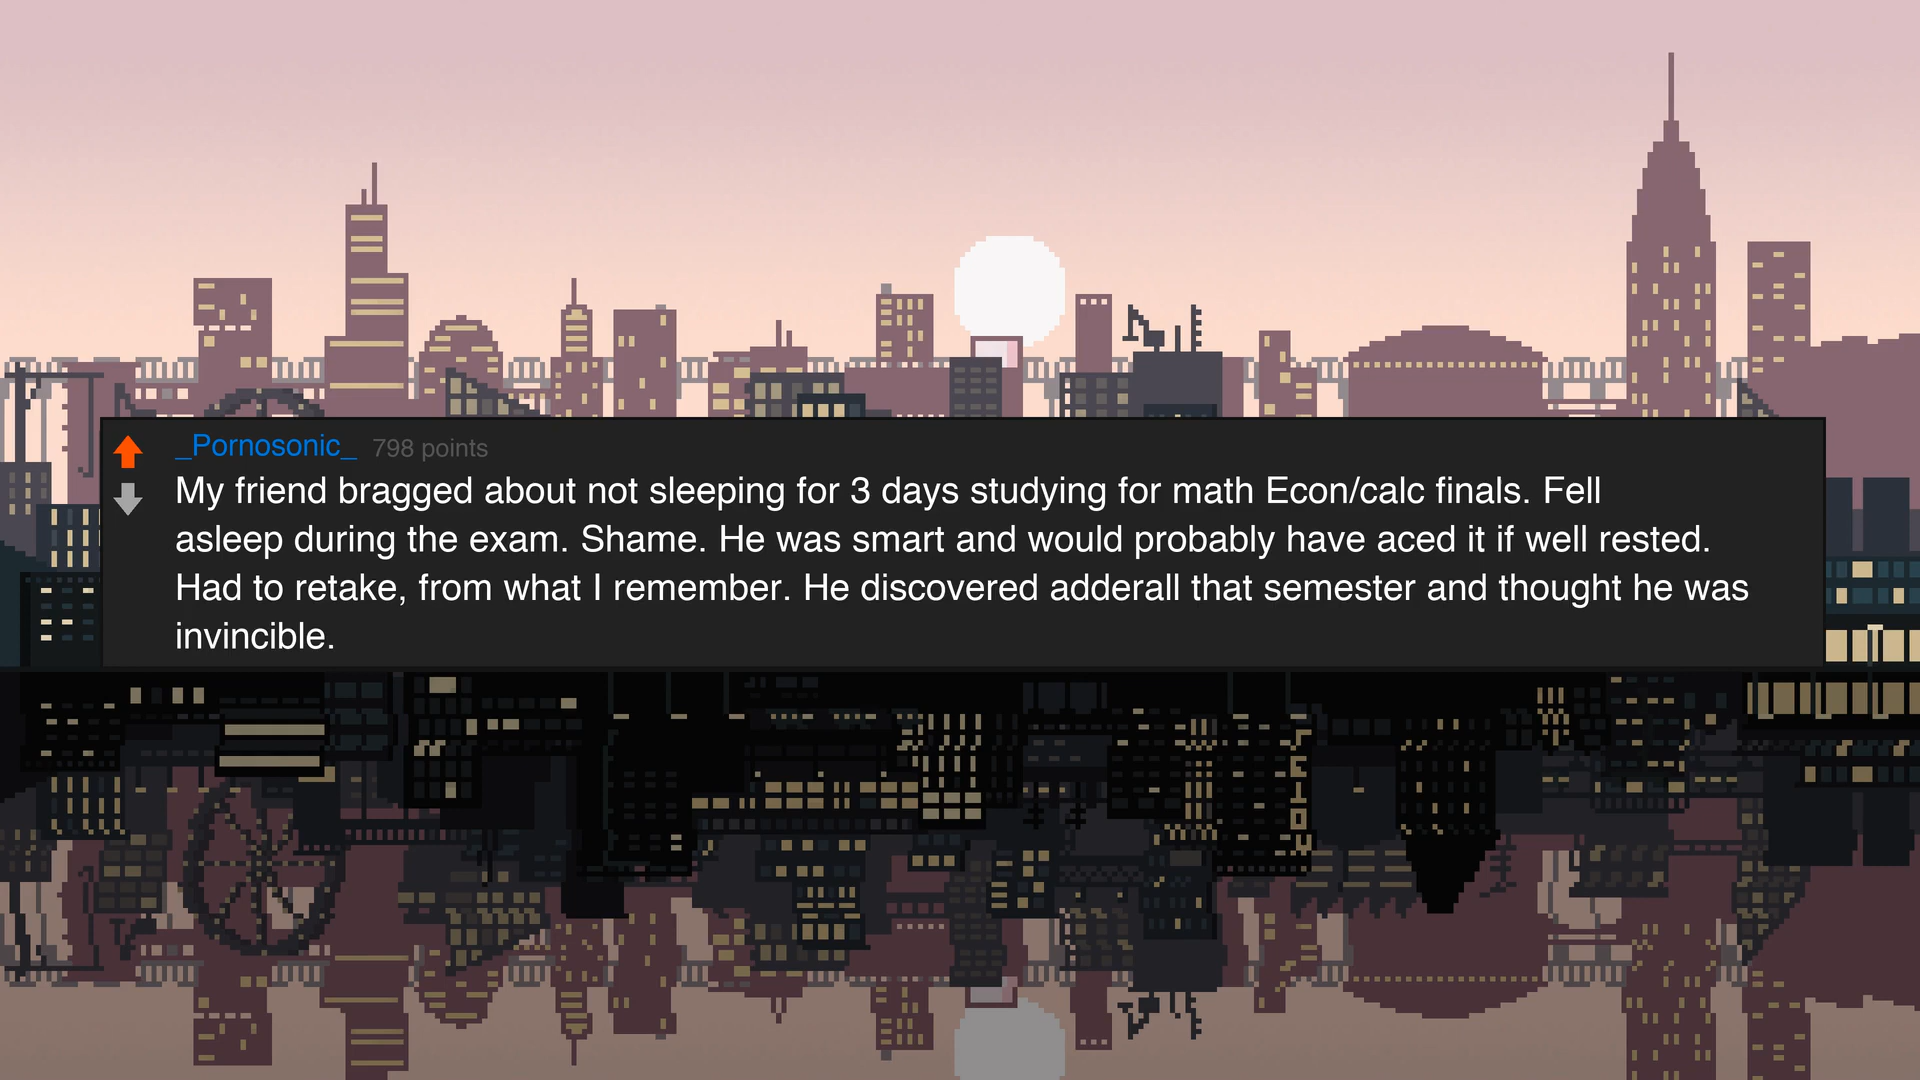 _Pornosonic_ 798 points
My friend bragged about not sleeping for 3 days studying for math Econ/calc finals. Fell
asleep during the exam. Shame. He was smart and would probably have aced it if well rested.
Had to retake, from what I remember. He discovered adderall that semester and thought he was
invincible.